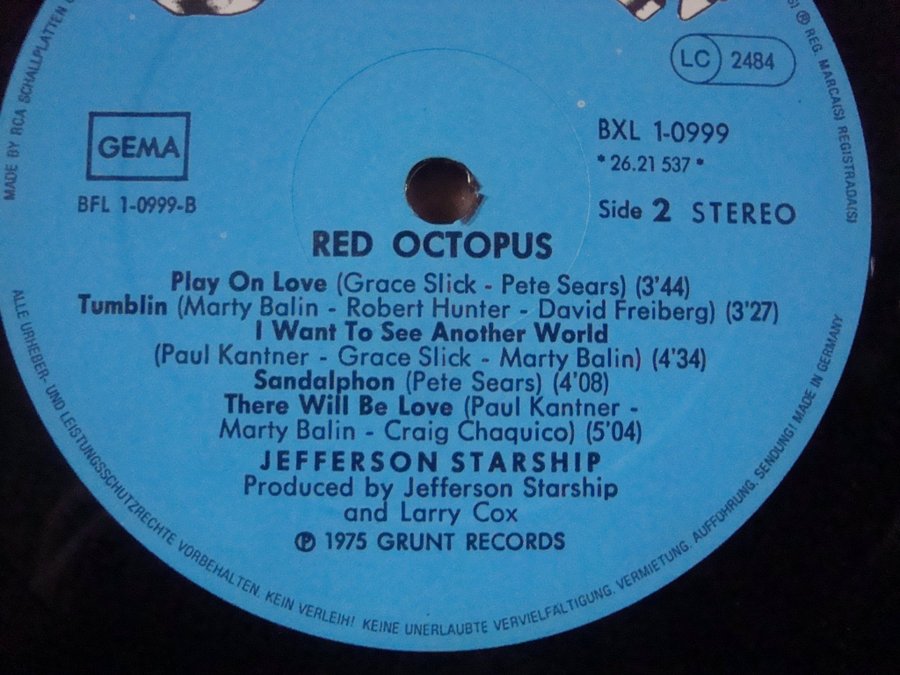 LC 2484
GEMA
BXL 1-0999
* 26.21 537 *
BFL 1-0999-B
Side 2 STEREO
RED OCTOPUS
Play On Love (Grace Slick - Pete Sears) (3'44)
Tumblin (Marty Balin - Robert Hunter - David Freiberg) (3'27)
I Want To See Another World
(Paul Kantner - Grace Slick - Marty Balin) (4'34)
Sandalphon (Pete Sears) (4'08)
There Will Be Love (Paul Kantner -
Marty Balin - Craig Chaquico) (5'04)
JEFFERSON STARSHIP
Produced by Jefferson Starship
and Larry Cox
℗ 1975 GRUNT RECORDS
MADE BY RCA SCHALLPLATTEN
® REG. MARCA(S) REGISTRADA(S)
ALLE URHEBER- UND LEISTUNGSSCHUTZRECHTE VORBEHALTEN. KEIN VERLEIH! KEINE UNERLAUBTE VERVIELFÄLTIGUNG, VERMIETUNG, AUFFÜHRUNG, SENDUNG! MADE IN GERMANY